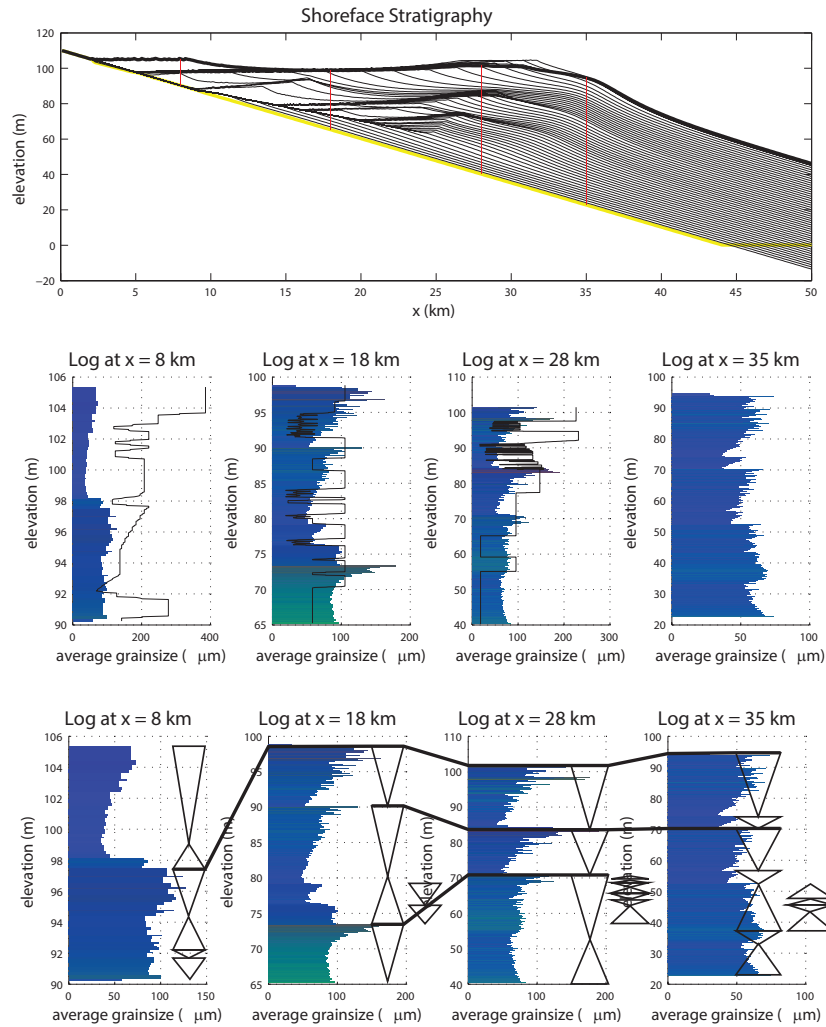 Shoreface Stratigraphy
120
100
80
60
40
20
0
−20
elevation (m)
0 5 10 15 20 25 30 35 40 45 50
x (km)
Log at x = 8 km
106
104
102
100
98
96
94
92
90
elevation (m)
0 200 400
average grainsize ( μm)
Log at x = 18 km
100
95
90
85
80
75
70
65
elevation (m)
0 100 200
average grainsize ( μm)
Log at x = 28 km
110
100
90
80
70
60
50
40
elevation (m)
0 100 200 300
average grainsize ( μm)
Log at x = 35 km
100
90
80
70
60
50
40
30
20
elevation (m)
0 50 100
average grainsize ( μm)
Log at x = 8 km
106
104
102
100
98
96
94
92
90
elevation (m)
0 50 100 150
average grainsize ( μm)
Log at x = 18 km
100
95
90
85
80
75
70
65
elevation (m)
0 100 200
average grainsize ( μm)
Log at x = 28 km
110
100
90
80
70
60
50
40
elevation (m)
0 100 200
average grainsize ( μm)
Log at x = 35 km
100
90
80
70
60
50
40
30
20
elevation (m)
0 50 100
average grainsize ( μm)